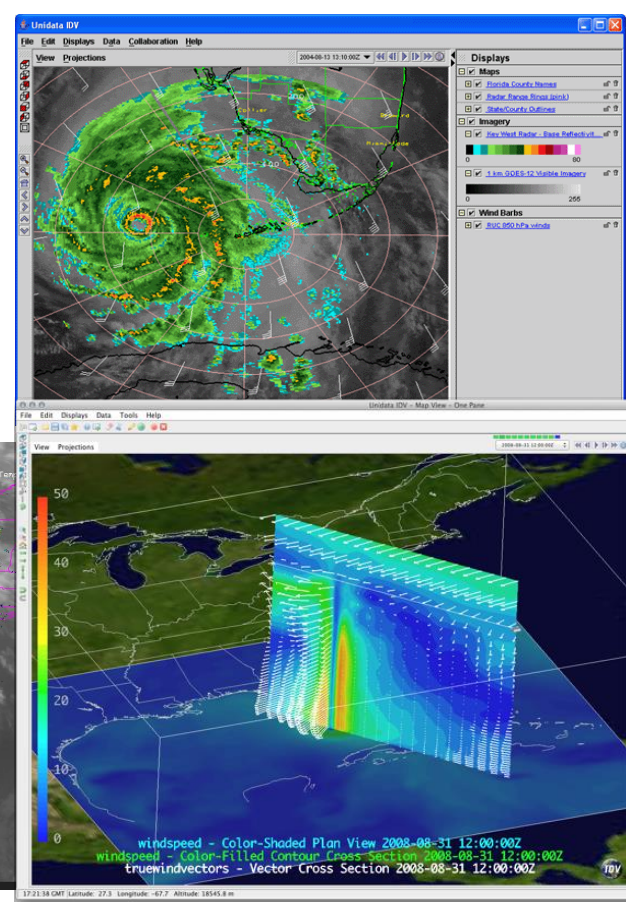 Unidata IDV
File Edit Displays Data Collaboration Help
View Projections
2004-08-13 13:10:00Z
Displays
Maps
Florida County Names
Radar Range Rings (pink)
State/County Outlines
Imagery
Key West Radar - Base Reflectivit...
0 80
1 km GOES-12 Visible Imagery
0 255
Wind Barbs
RUC 850 hPa winds
Collier
Miami-Dade
Unidata IDV - Map View - One Pane
File Edit Displays Data Tools Help
View Projections
2008-08-31 12:00:00Z
50
40
30
20
10
0
windspeed - Color-Shaded Plan View 2008-08-31 12:00:00Z
windspeed - Color-Filled Contour Cross Section 2008-08-31 12:00:00Z
truewindvectors - Vector Cross Section 2008-08-31 12:00:00Z
IDV
17:21:38 GMT Latitude: 27.3 Longitude: -67.7 Altitude: 18545.8 m